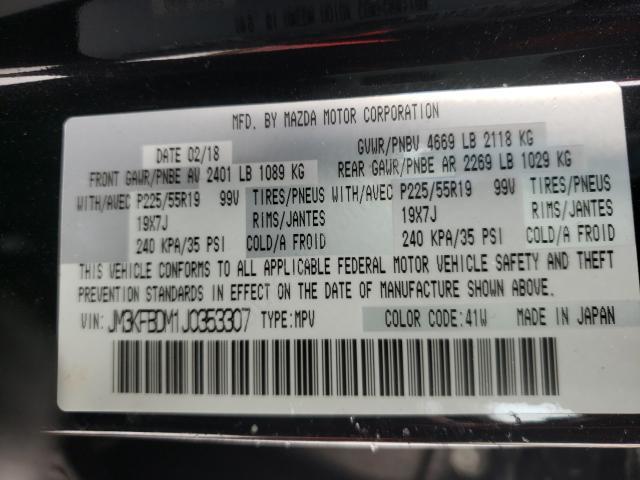 MFD. BY MAZDA MOTOR CORPORATION
DATE 02/18 GVWR/PNBV 4669 LB 2118 KG
FRONT GAWR/PNBE AV 2401 LB 1089 KG REAR GAWR/PNBE AR 2269 LB 1029 KG
WITH/AVEC P225/55R19 99V TIRES/PNEUS WITH/AVEC P225/55R19 99V TIRES/PNEUS
19X7J RIMS/JANTES 19X7J RIMS/JANTES
240 KPA/35 PSI COLD/A FROID 240 KPA/35 PSI COLD/A FROID
THIS VEHICLE CONFORMS TO ALL APPLICABLE FEDERAL MOTOR VEHICLE SAFETY AND THEFT
PREVENTION STANDARDS IN EFFECT ON THE DATE OF MANUFACTURE SHOWN ABOVE.
VIN: JM3KFBDM1J0353307 TYPE:MPV COLOR CODE:41W MADE IN JAPAN